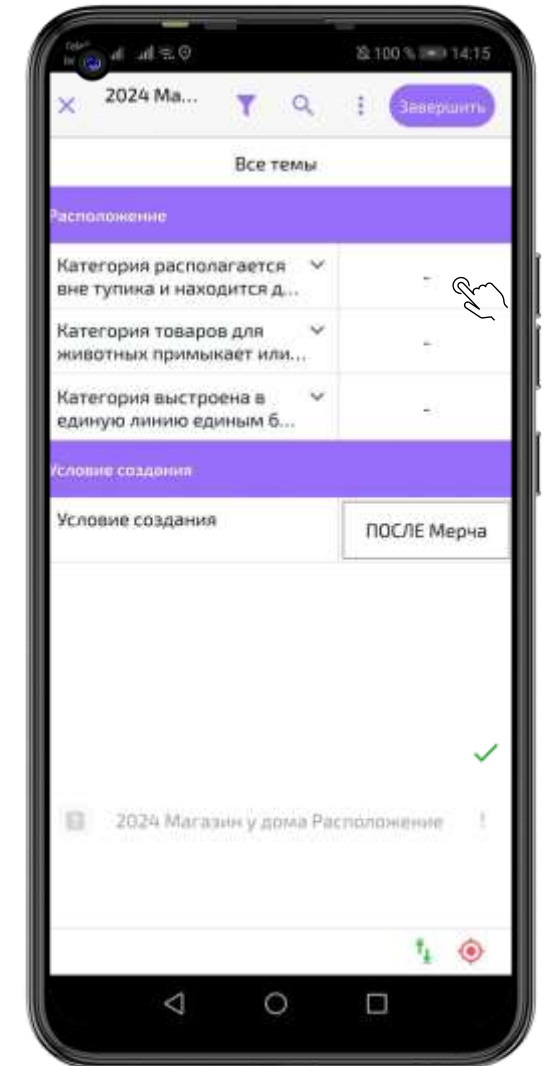 100 % 14:15
2024 Ма...
Завершить
Все темы
Расположение
Категория располагается
вне тупика и находится д...
-
Категория товаров для
животных примыкает или...
-
Категория выстроена в
единую линию единым б...
-
Условие создания
Условие создания
ПОСЛЕ Мерча
2024 Магазин у дома Расположение